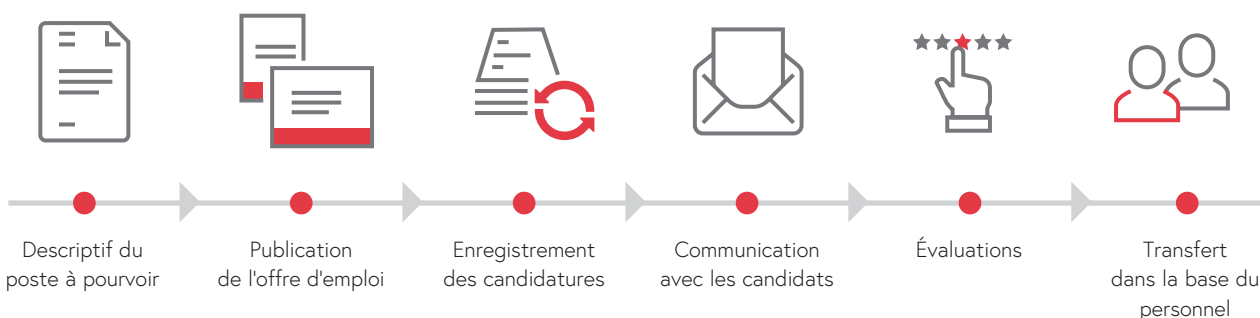 Descriptif du
poste à pourvoir
Publication
de l'offre d'emploi
Enregistrement
des candidatures
Communication
avec les candidats
Évaluations
Transfert
dans la base du
personnel